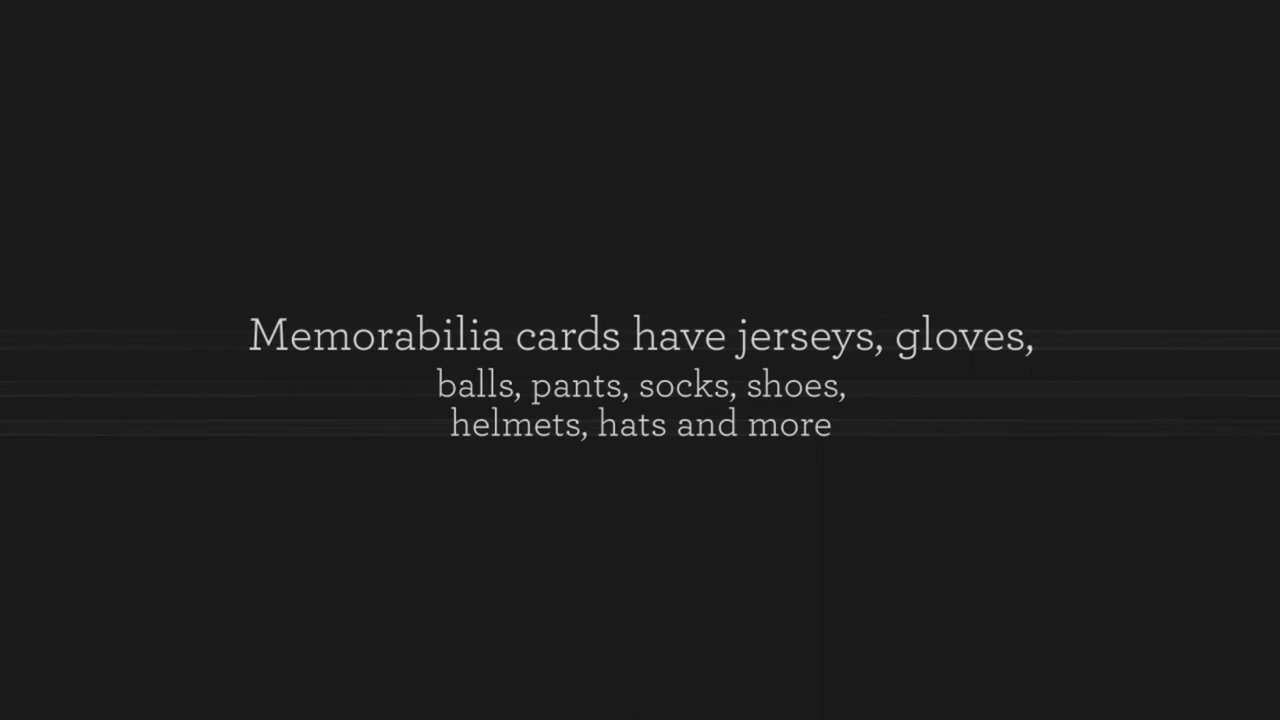 Memorabilia cards have jerseys, gloves,
balls, pants, socks, shoes,
helmets, hats and more